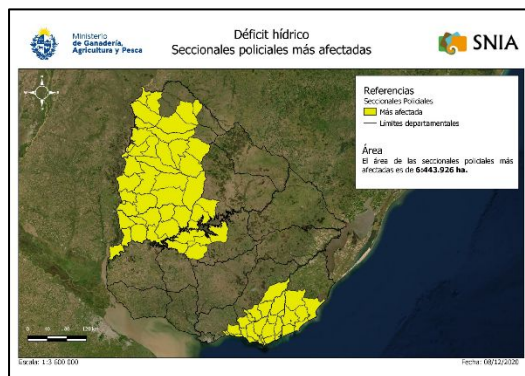 Ministerio
de Ganadería,
Agricultura y Pesca
Déficit hídrico
Seccionales policiales más afectadas
SNIA
Referencias
Seccionales Policiales
Más afectada
Límites departamentales
Área
El área de las seccionales policiales más
afectadas es de 6:443.926 ha.
Escala: 1:3 600 000
Fecha: 08/12/2020